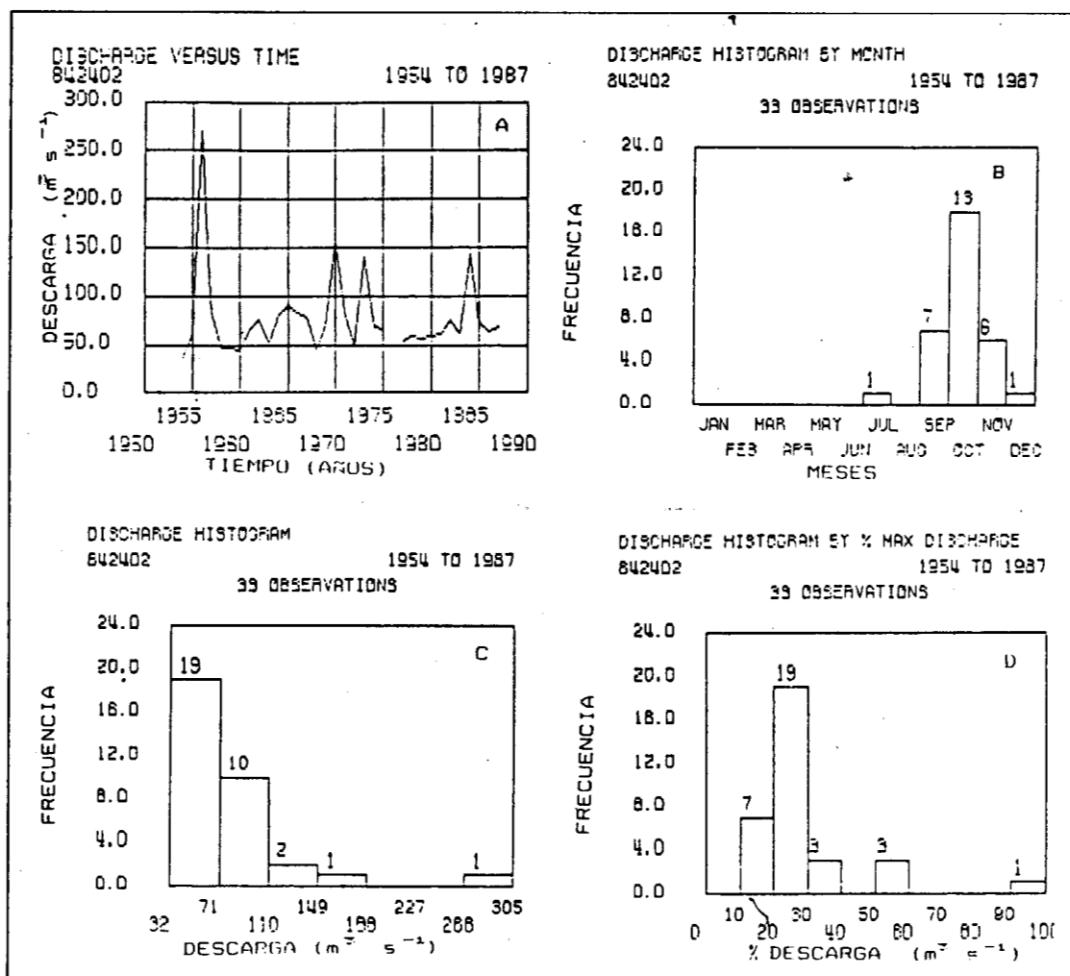 DISCHARGE VERSUS TIME
842402 1954 TO 1987
300.0
250.0
200.0
150.0
100.0
50.0
0.0
DESCARGA (m³ s⁻¹)
A
1955 1965 1975 1985
1950 1960 1970 1980 1990
TIEMPO (AÑOS)
DISCHARGE HISTOGRAM BY MONTH
842402 1954 TO 1987
33 OBSERVATIONS
24.0
20.0
16.0
12.0
8.0
4.0
0.0
FRECUENCIA
B
1 7 18 6 1
JAN MAR MAY JUL SEP NOV
FEB APR JUN AUG OCT DEC
MESES
DISCHARGE HISTOGRAM
842402 1954 TO 1987
33 OBSERVATIONS
24.0
20.0
16.0
12.0
8.0
4.0
0.0
FRECUENCIA
C
19 10 2 1 1
71 149 227 305
32 110 188 266
DESCARGA (m³ s⁻¹)
DISCHARGE HISTOGRAM BY % MAX DISCHARGE
842402 1954 TO 1987
33 OBSERVATIONS
24.0
20.0
16.0
12.0
8.0
4.0
0.0
FRECUENCIA
D
7 19 3 3 1
10 30 50 70 90
0 20 40 60 80 100
% DESCARGA (m³ s⁻¹)